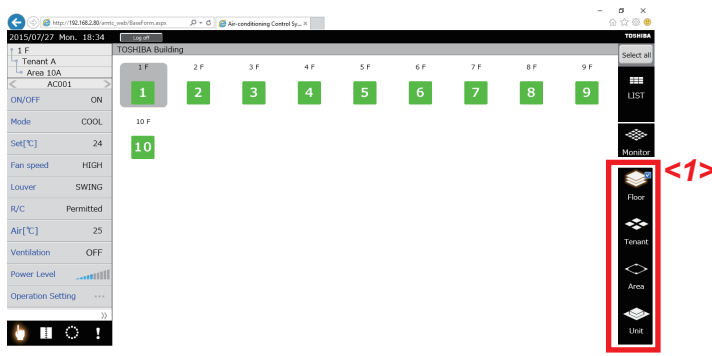 http://192.168.2.80/amtc_web/BaseForm.aspx
Air-conditioning Control Sy...
2015/07/27 Mon. 18:34
Log off
TOSHIBA
1 F
Tenant A
Area 10A
AC001
ON/OFF ON
Mode COOL
Set[℃] 24
Fan speed HIGH
Louver SWING
R/C Permitted
Air[℃] 25
Ventilation OFF
Power Level
Operation Setting
TOSHIBA Building
1 F 2 F 3 F 4 F 5 F 6 F 7 F 8 F 9 F
1 2 3 4 5 6 7 8 9
10 F
10
Select all
LIST
Monitor
Floor
Tenant
Area
Unit
<1>